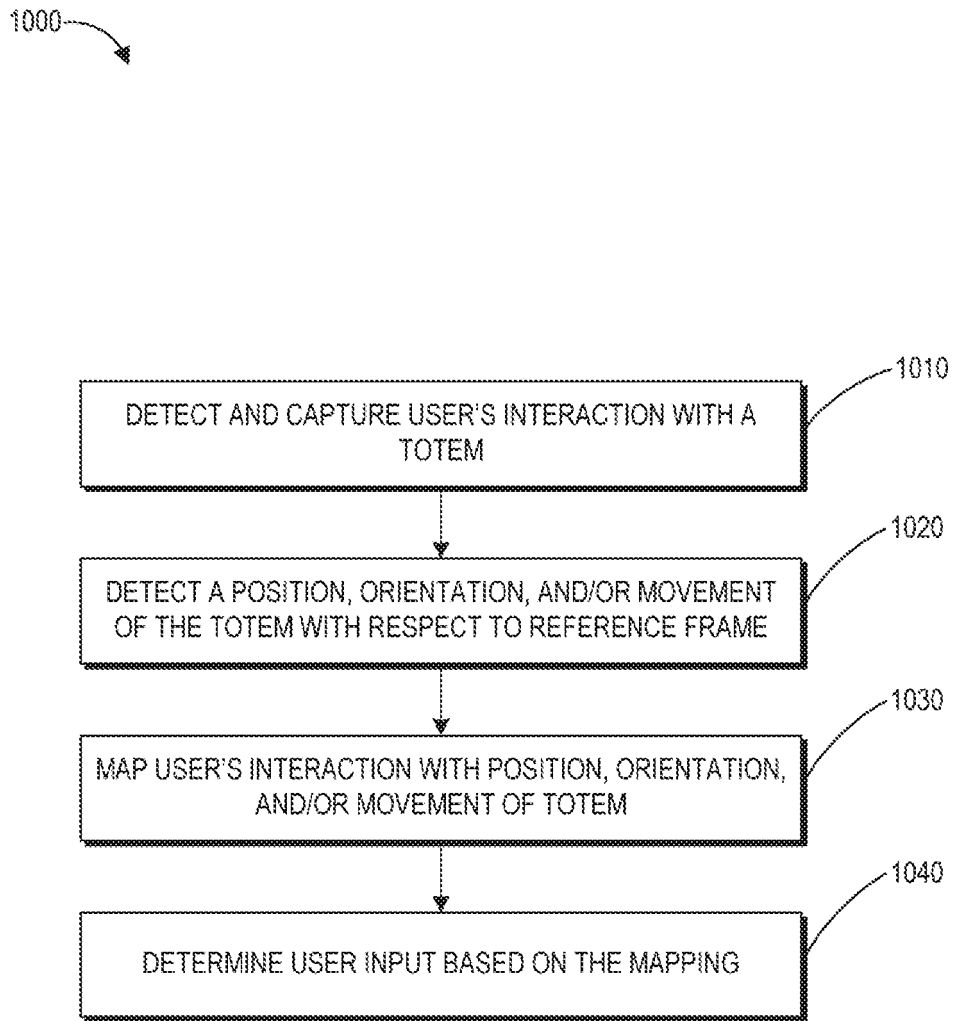 1000
1010
DETECT AND CAPTURE USER'S INTERACTION WITH A
TOTEM
1020
DETECT A POSITION, ORIENTATION, AND/OR MOVEMENT
OF THE TOTEM WITH RESPECT TO REFERENCE FRAME
1030
MAP USER'S INTERACTION WITH POSITION, ORIENTATION,
AND/OR MOVEMENT OF TOTEM
1040
DETERMINE USER INPUT BASED ON THE MAPPING